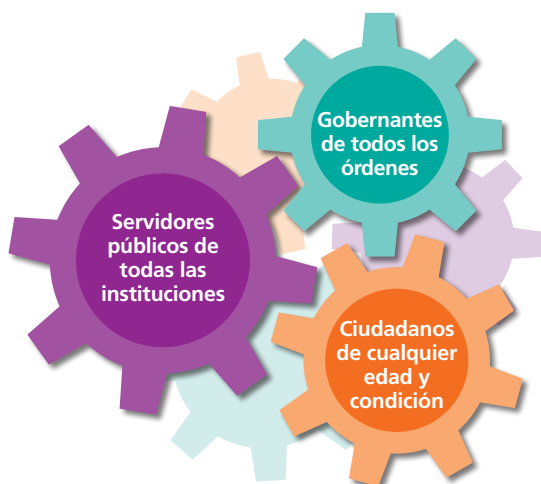 Gobernantes
de todos los
órdenes
Servidores
públicos de
todas las
instituciones
Ciudadanos
de cualquier
edad y
condición